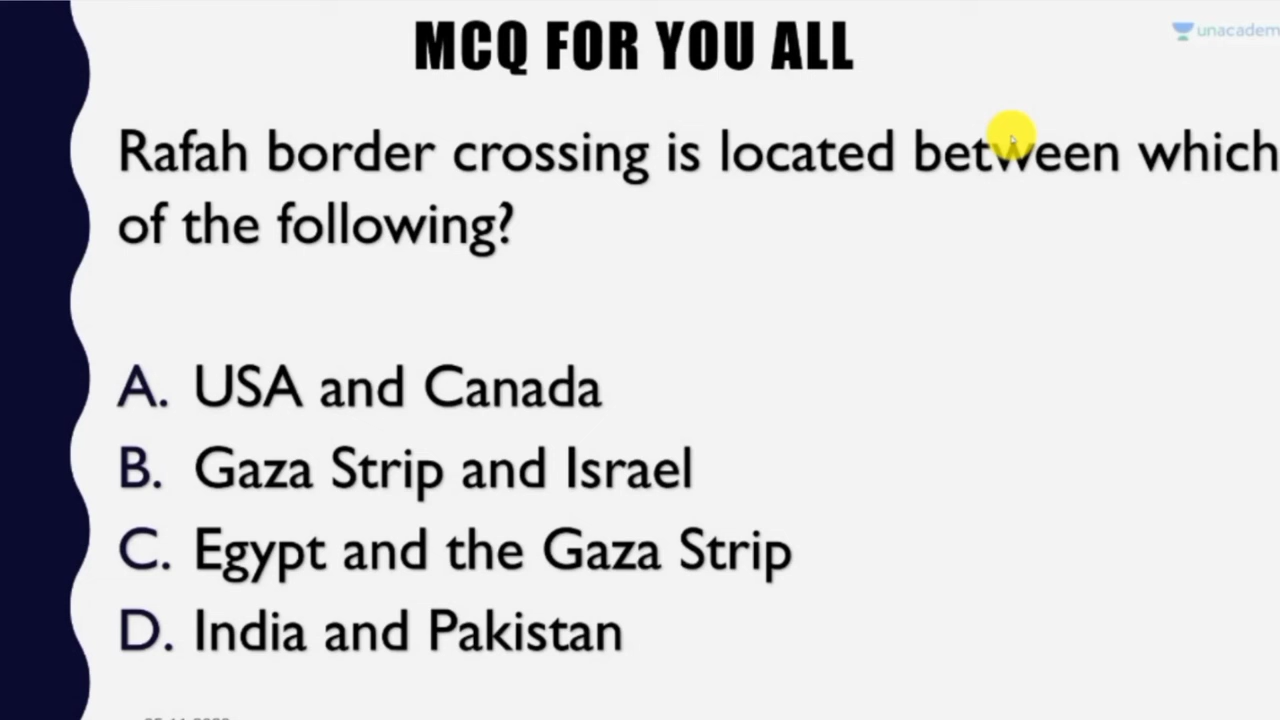 MCQ FOR YOU ALL
unacadem
Rafah border crossing is located between which
of the following?
A. USA and Canada
B. Gaza Strip and Israel
C. Egypt and the Gaza Strip
D. India and Pakistan